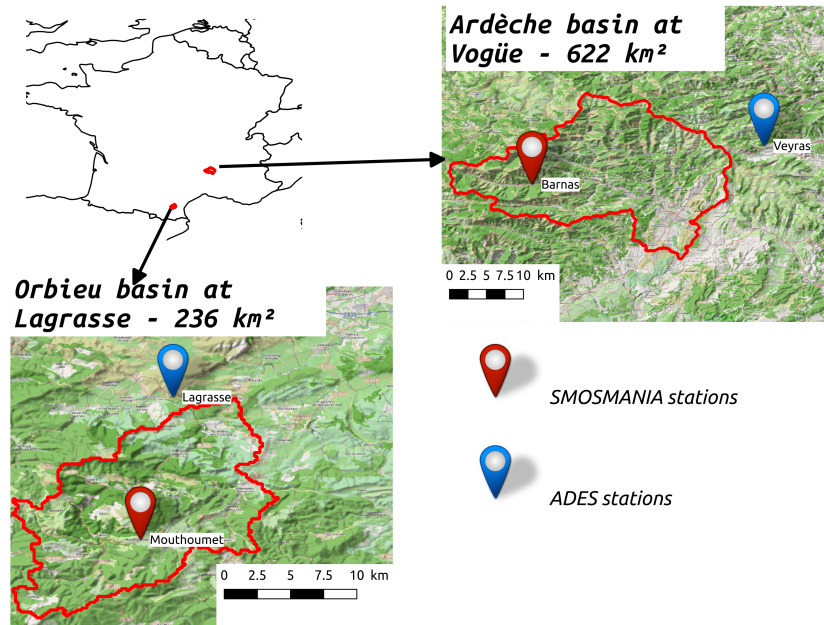 Ardèche basin at
Vogüe - 622 km²
Veyras
Barnas
0 2.5 5 7.5 10 km
Orbieu basin at
Lagrasse - 236 km²
Lagrasse
Mouthoumet
0 2.5 5 7.5 10 km
SMOSMANIA stations
ADES stations